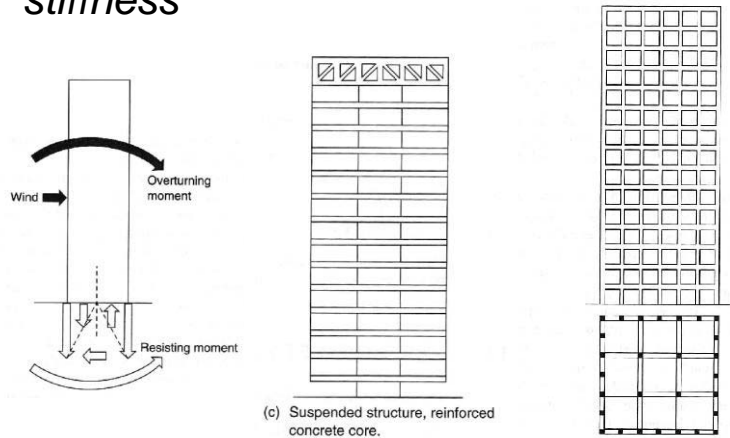 stiffness
Overturning
moment
Wind
Resisting moment
(c) Suspended structure, reinforced
concrete core.